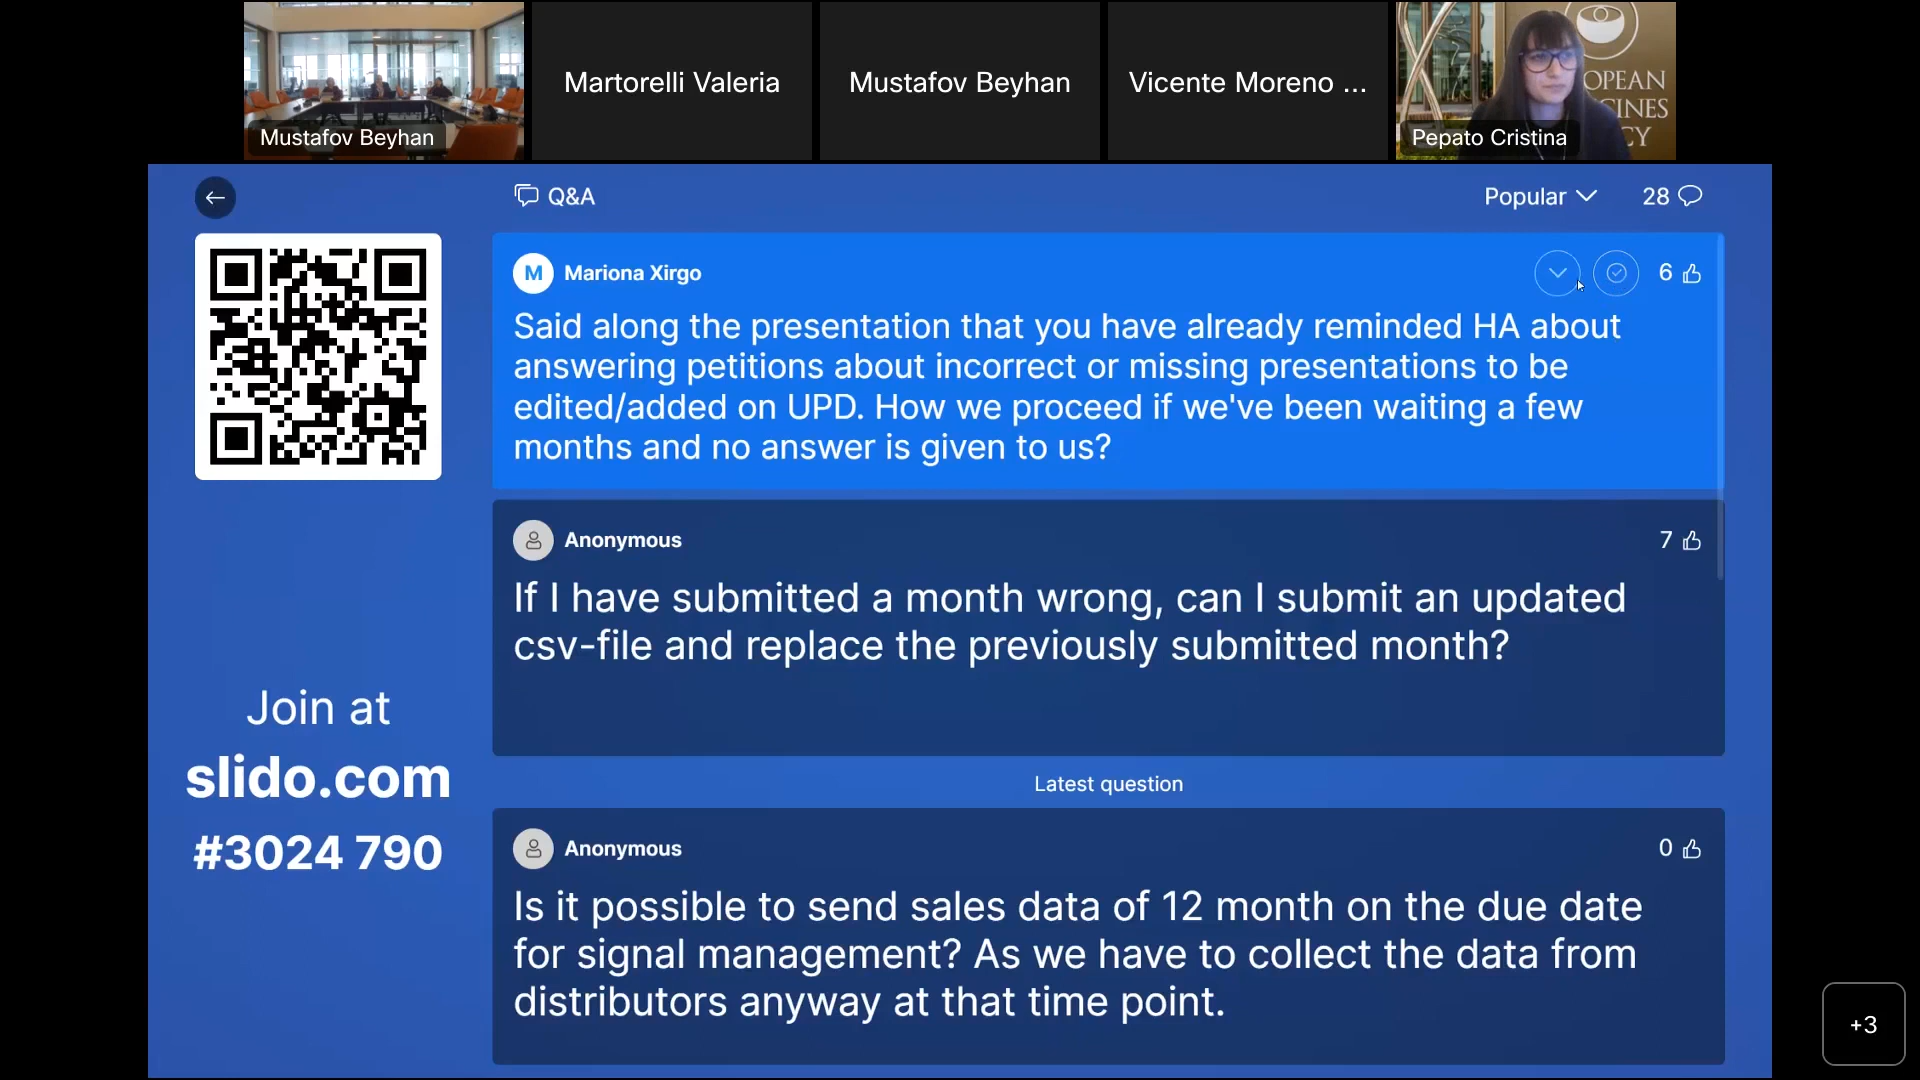 Mustafov Beyhan
Martorelli Valeria
Mustafov Beyhan
Vicente Moreno ...
OPEAN
CINES
CY
Pepato Cristina
Q&A
Popular
28
M
Mariona Xirgo
6
Said along the presentation that you have already reminded HA about
answering petitions about incorrect or missing presentations to be
edited/added on UPD. How we proceed if we've been waiting a few
months and no answer is given to us?
Anonymous
7
If I have submitted a month wrong, can I submit an updated
csv-file and replace the previously submitted month?
Join at
slido.com
#3024 790
Latest question
Anonymous
0
Is it possible to send sales data of 12 month on the due date
for signal management? As we have to collect the data from
distributors anyway at that time point.
+3